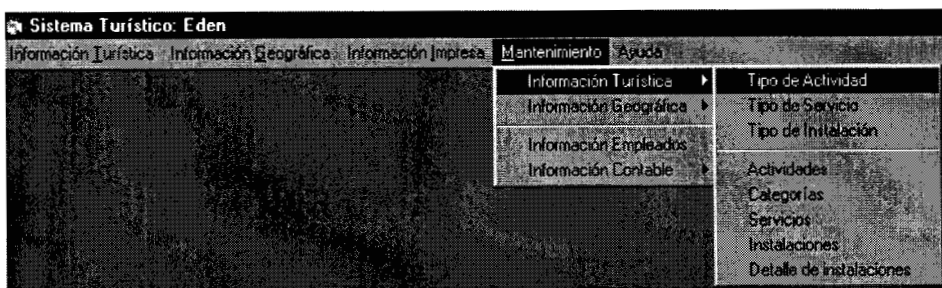 Sistema Turístico: Eden
Información Turística Información Geográfica Información Impresa Mantenimiento Ayuda
Información Turística
Información Geográfica
Información Empleados
Información Contable
Tipo de Actividad
Tipo de Servicio
Tipo de Instalación
Actividades
Categorías
Servicios
Instalaciones
Detalle de instalaciones